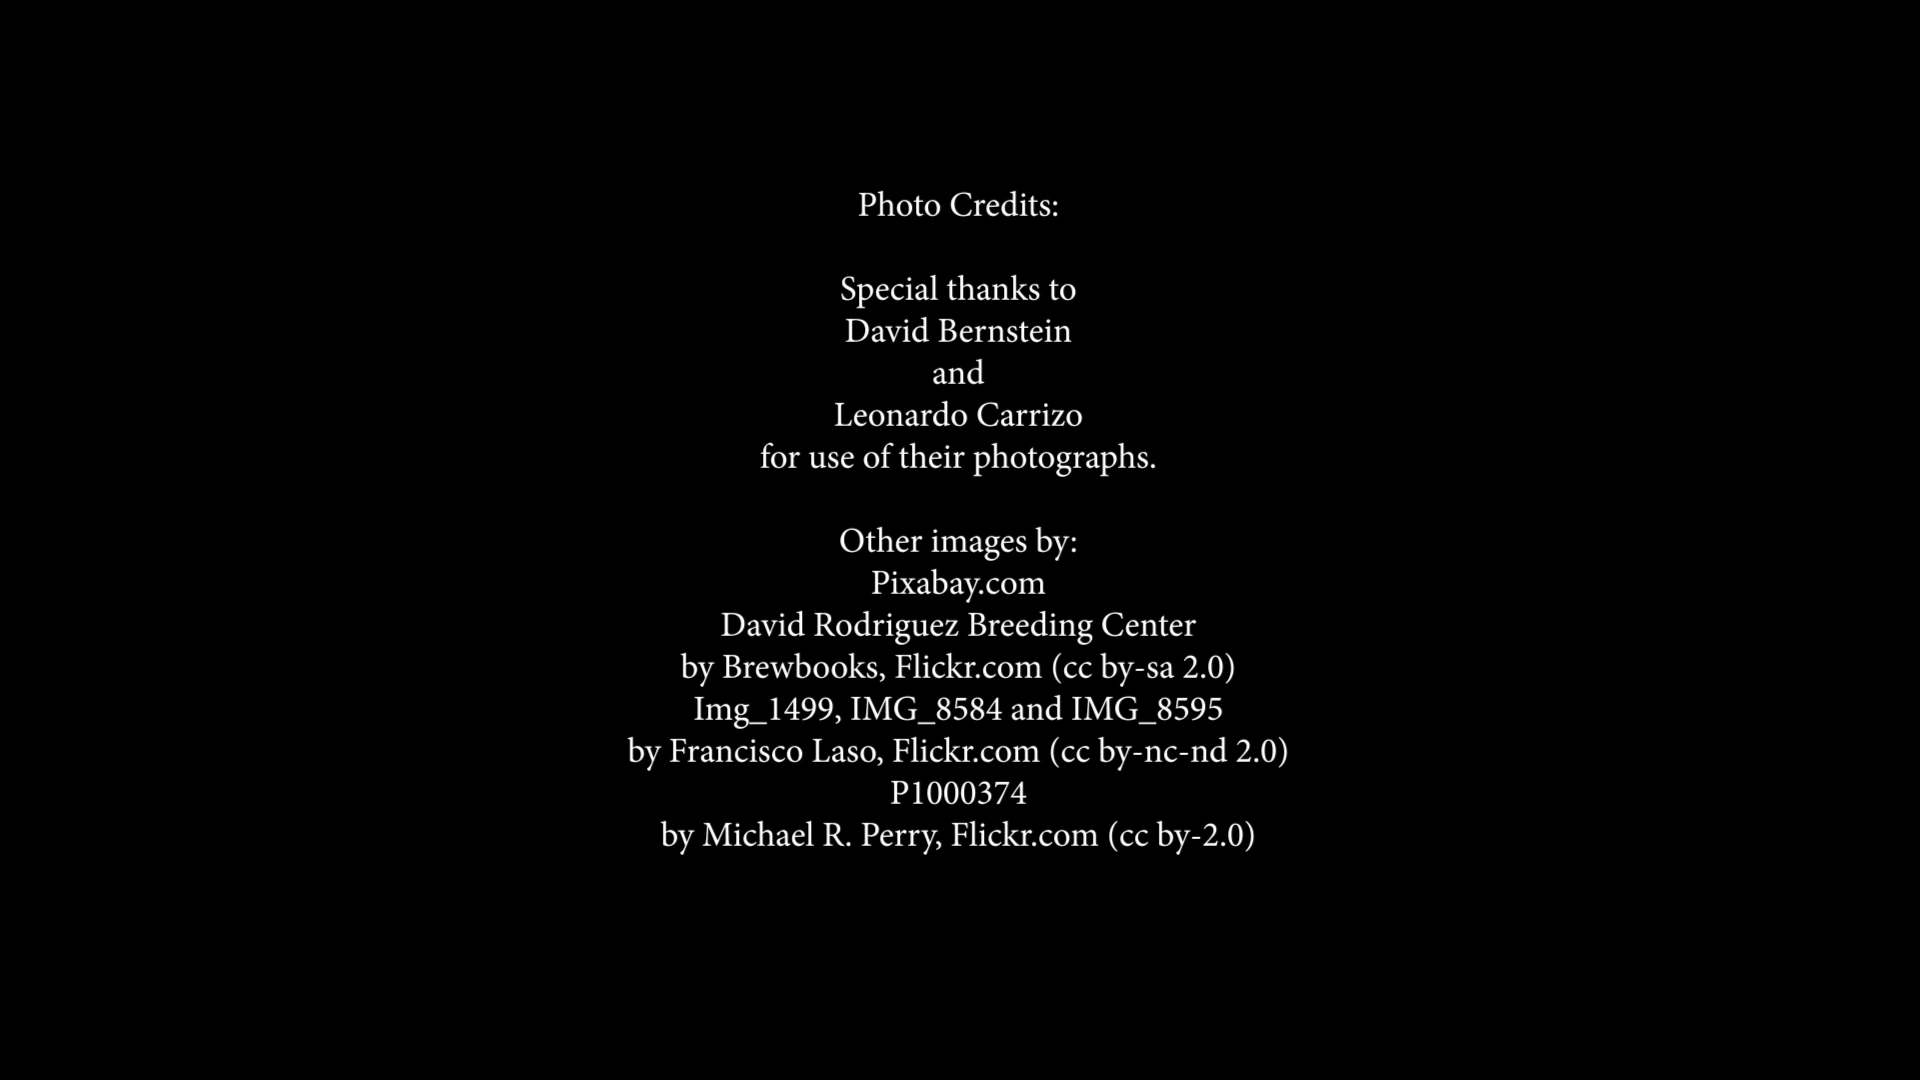 Photo Credits:
Special thanks to
David Bernstein
and
Leonardo Carrizo
for use of their photographs.
Other images by:
Pixabay.com
David Rodriguez Breeding Center
by Brewbooks, Flickr.com (cc by-sa 2.0)
Img_1499, IMG_8584 and IMG_8595
by Francisco Laso, Flickr.com (cc by-nc-nd 2.0)
P1000374
by Michael R. Perry, Flickr.com (cc by-2.0)